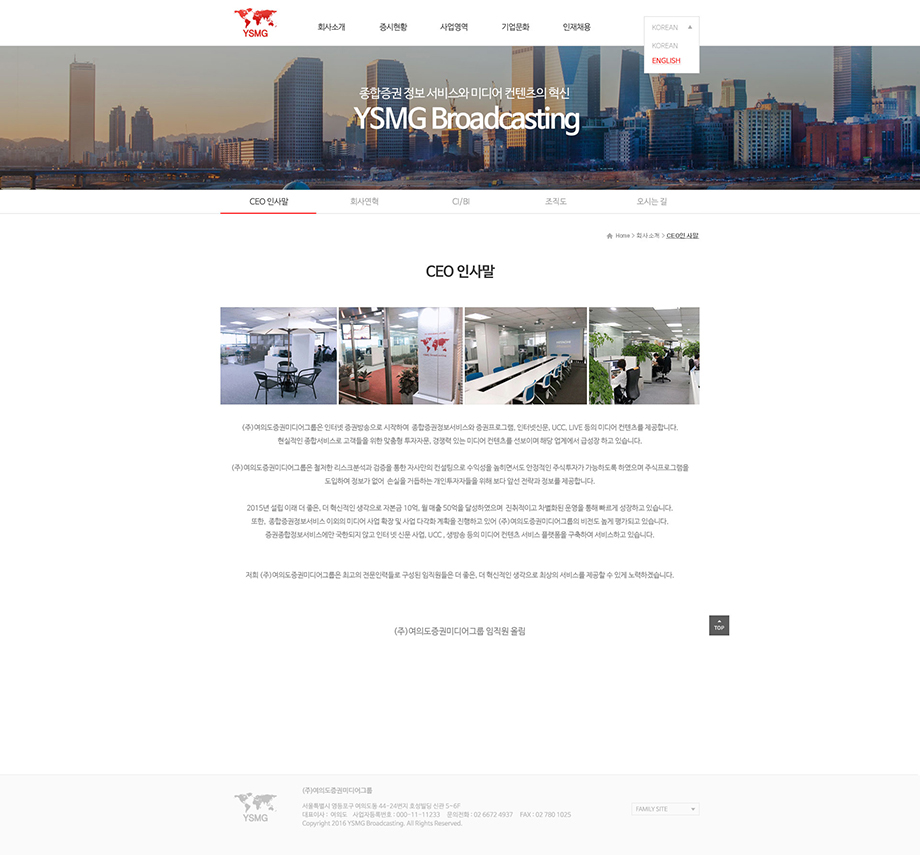 YSMG
회사소개 증시현황 사업영역 기업문화 인재채용
KOREAN
KOREAN
ENGLISH
종합증권 정보 서비스와 미디어 컨텐츠의 혁신
YSMG Broadcasting
CEO 인사말 회사연혁 CI/BI 조직도 오시는 길
Home > 회사소개 > CEO인사말
CEO 인사말
(주)여의도증권미디어그룹은 인터넷 증권방송으로 시작하여 종합증권정보서비스와 증권프로그램, 인터넷신문, UCC, LIVE 등의 미디어 컨텐츠를 제공합니다.
현실적인 종합서비스로 고객들을 위한 맞춤형 투자자문, 경쟁력 있는 미디어 컨텐츠를 선보이며 해당 업계에서 급성장 하고 있습니다.
(주)여의도증권미디어그룹은 철저한 리스크분석과 검증을 통한 자사만의 컨설팅으로 수익성을 높히면서도 안정적인 주식투자가 가능하도록 하였으며 주식프로그램을
도입하여 정보가 없어 손실을 거듭하는 개인투자자들을 위해 보다 앞선 전략과 정보를 제공합니다.
2015년 설립 이래 더 좋은, 더 혁신적인 생각으로 자본금 10억, 월 매출 50억을 달성하였으며 진취적이고 차별화된 운영을 통해 빠르게 성장하고 있습니다.
또한, 종합증권정보서비스 이외의 미디어 사업 확장 및 사업 다각화 계획을 진행하고 있어 (주)여의도증권미디어그룹의 비전도 높게 평가되고 있습니다.
증권종합정보서비스에만 국한되지 않고 인터 넷 신문 사업, UCC , 생방송 등의 미디어 컨텐츠 서비스 플랫폼을 구축하여 서비스하고 있습니다.
저희 (주)여의도증권미디어그룹은 최고의 전문인력들로 구성된 임직원들은 더 좋은, 더 혁신적인 생각으로 최상의 서비스를 제공할 수 있게 노력하겠습니다.
(주)여의도증권미디어그룹 임직원 올림
TOP
YSMG
(주)여의도증권미디어그룹
서울특별시 영등포구 여의도동 44-24번지 호성빌딩 신관 5~6F
대표이사 : 여의도 사업자등록번호 : 000-11-11233 문의전화 : 02 6672 4937 FAX : 02 780 1025
Copyright 2016 YSMG Broadcasting. All Rights Reserved.
FAMILY SITE